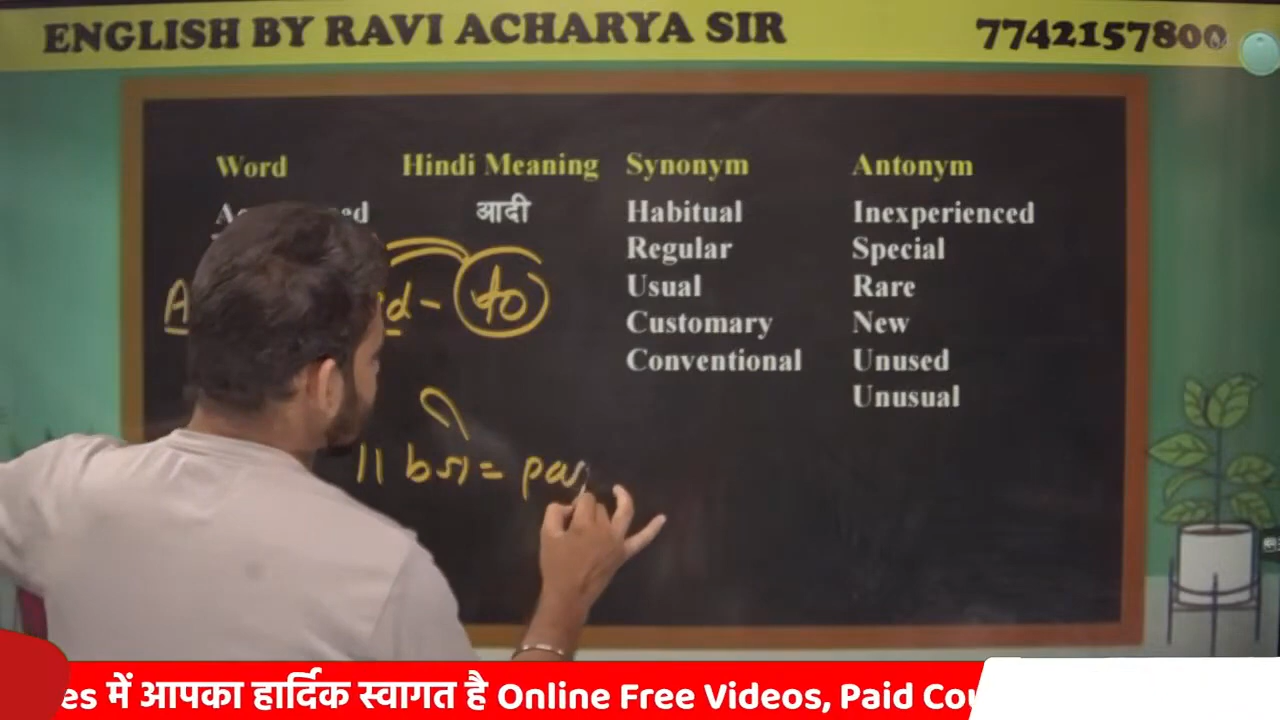 ENGLISH BY RAVI ACHARYA SIR 7742157800
Word Hindi Meaning Synonym Antonym
आदी Habitual Inexperienced
Regular Special
to
Usual Rare
Customary New
Conventional Unused
Unusual
में आपका हार्दिक स्वागत है Online Free Videos, Paid